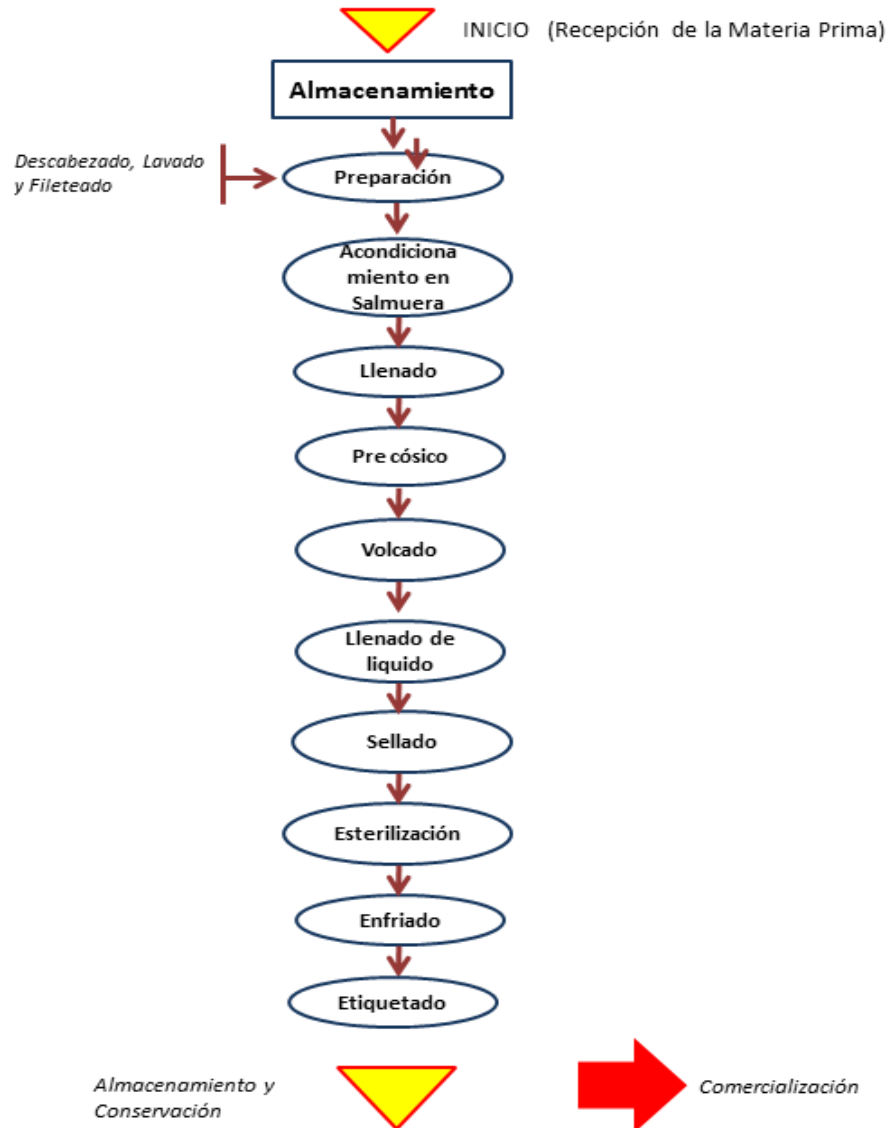 INICIO (Recepción de la Materia Prima)
Almacenamiento
Descabezado, Lavado
y Fileteado
Preparación
Acondiciona
miento en
Salmuera
Llenado
Pre cósico
Volcado
Llenado de
liquido
Sellado
Esterilización
Enfriado
Etiquetado
Almacenamiento y
Conservación
Comercialización